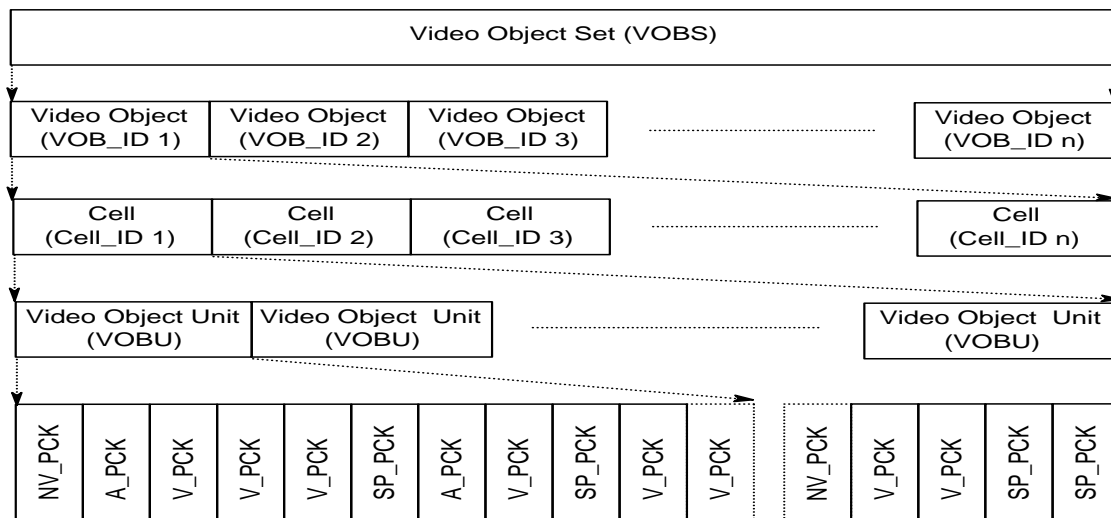 Video Object Set (VOBS)
Video Object
(VOB_ID 1)
Video Object
(VOB_ID 2)
Video Object
(VOB_ID 3)
Video Object
(VOB_ID n)
Cell
(Cell_ID 1)
Cell
(Cell_ID 2)
Cell
(Cell_ID 3)
Cell
(Cell_ID n)
Video Object Unit
(VOBU)
Video Object Unit
(VOBU)
Video Object Unit
(VOBU)
NV_PCK
A_PCK
V_PCK
V_PCK
V_PCK
SP_PCK
A_PCK
V_PCK
SP_PCK
V_PCK
V_PCK
NV_PCK
V_PCK
V_PCK
SP_PCK
SP_PCK